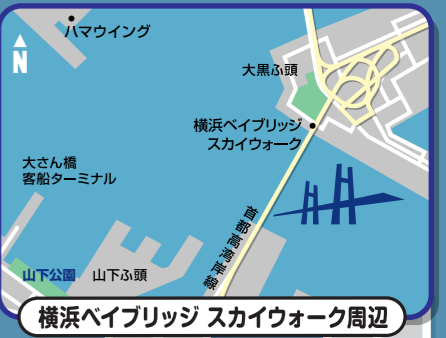 ハマウイング
N
大黒ふ頭
横浜ベイブリッジ
スカイウォーク
大さん橋
客船ターミナル
首都高湾岸線
山下公園
山下ふ頭
横浜ベイブリッジ スカイウォーク周辺